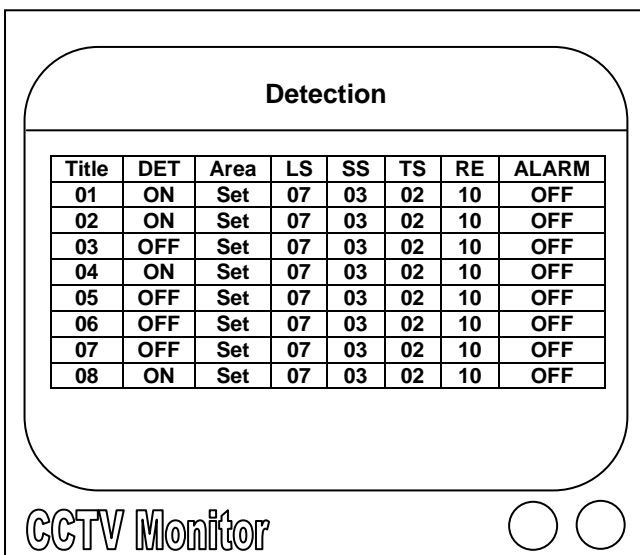 Detection
Title DET Area LS SS TS RE ALARM
01 ON Set 07 03 02 10 OFF
02 ON Set 07 03 02 10 OFF
03 OFF Set 07 03 02 10 OFF
04 ON Set 07 03 02 10 OFF
05 OFF Set 07 03 02 10 OFF
06 OFF Set 07 03 02 10 OFF
07 OFF Set 07 03 02 10 OFF
08 ON Set 07 03 02 10 OFF
CCTV Monitor